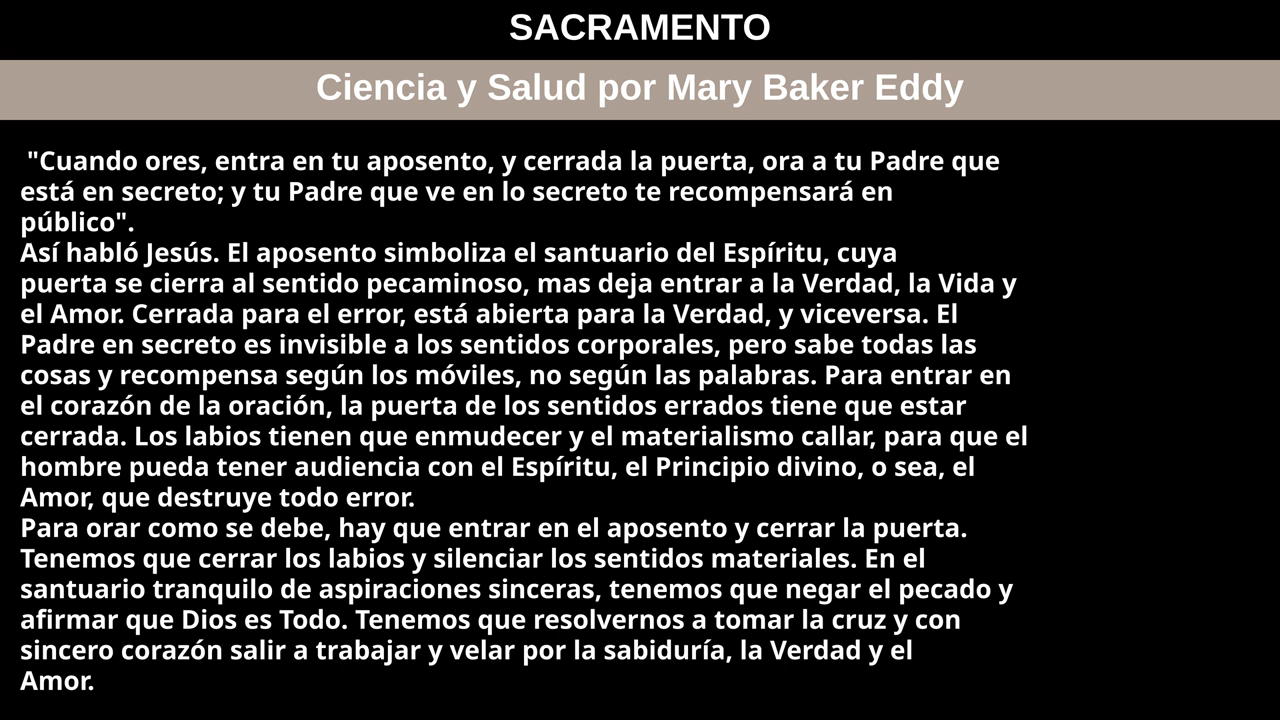 SACRAMENTO
Ciencia y Salud por Mary Baker Eddy
"Cuando ores, entra en tu aposento, y cerrada la puerta, ora a tu Padre que
está en secreto; y tu Padre que ve en lo secreto te recompensará en
público".
Así habló Jesús. El aposento simboliza el santuario del Espíritu, cuya
puerta se cierra al sentido pecaminoso, mas deja entrar a la Verdad, la Vida y
el Amor. Cerrada para el error, está abierta para la Verdad, y viceversa. El
Padre en secreto es invisible a los sentidos corporales, pero sabe todas las
cosas y recompensa según los móviles, no según las palabras. Para entrar en
el corazón de la oración, la puerta de los sentidos errados tiene que estar
cerrada. Los labios tienen que enmudecer y el materialismo callar, para que el
hombre pueda tener audiencia con el Espíritu, el Principio divino, o sea, el
Amor, que destruye todo error.
Para orar como se debe, hay que entrar en el aposento y cerrar la puerta.
Tenemos que cerrar los labios y silenciar los sentidos materiales. En el
santuario tranquilo de aspiraciones sinceras, tenemos que negar el pecado y
afirmar que Dios es Todo. Tenemos que resolvernos a tomar la cruz y con
sincero corazón salir a trabajar y velar por la sabiduría, la Verdad y el
Amor.